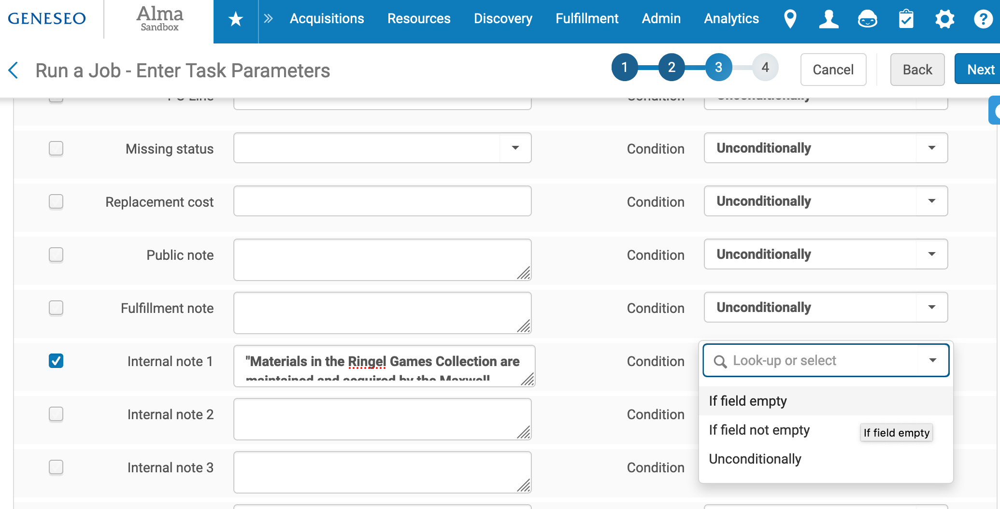 GENESEO
Alma
Sandbox
Acquisitions Resources Discovery Fulfillment Admin Analytics ?
Run a Job - Enter Task Parameters 1 2 3 4 Cancel Back Next
PO Line Condition Unconditionally
Missing status Condition Unconditionally
Replacement cost Condition Unconditionally
Public note Condition Unconditionally
Fulfillment note Condition Unconditionally
Internal note 1 "Materials in the Ringel Games Collection are Condition Look-up or select
maintained and acquired by the Maxwell
If field empty
Internal note 2 Condition
If field not empty
If field empty
Unconditionally
Internal note 3 Condition